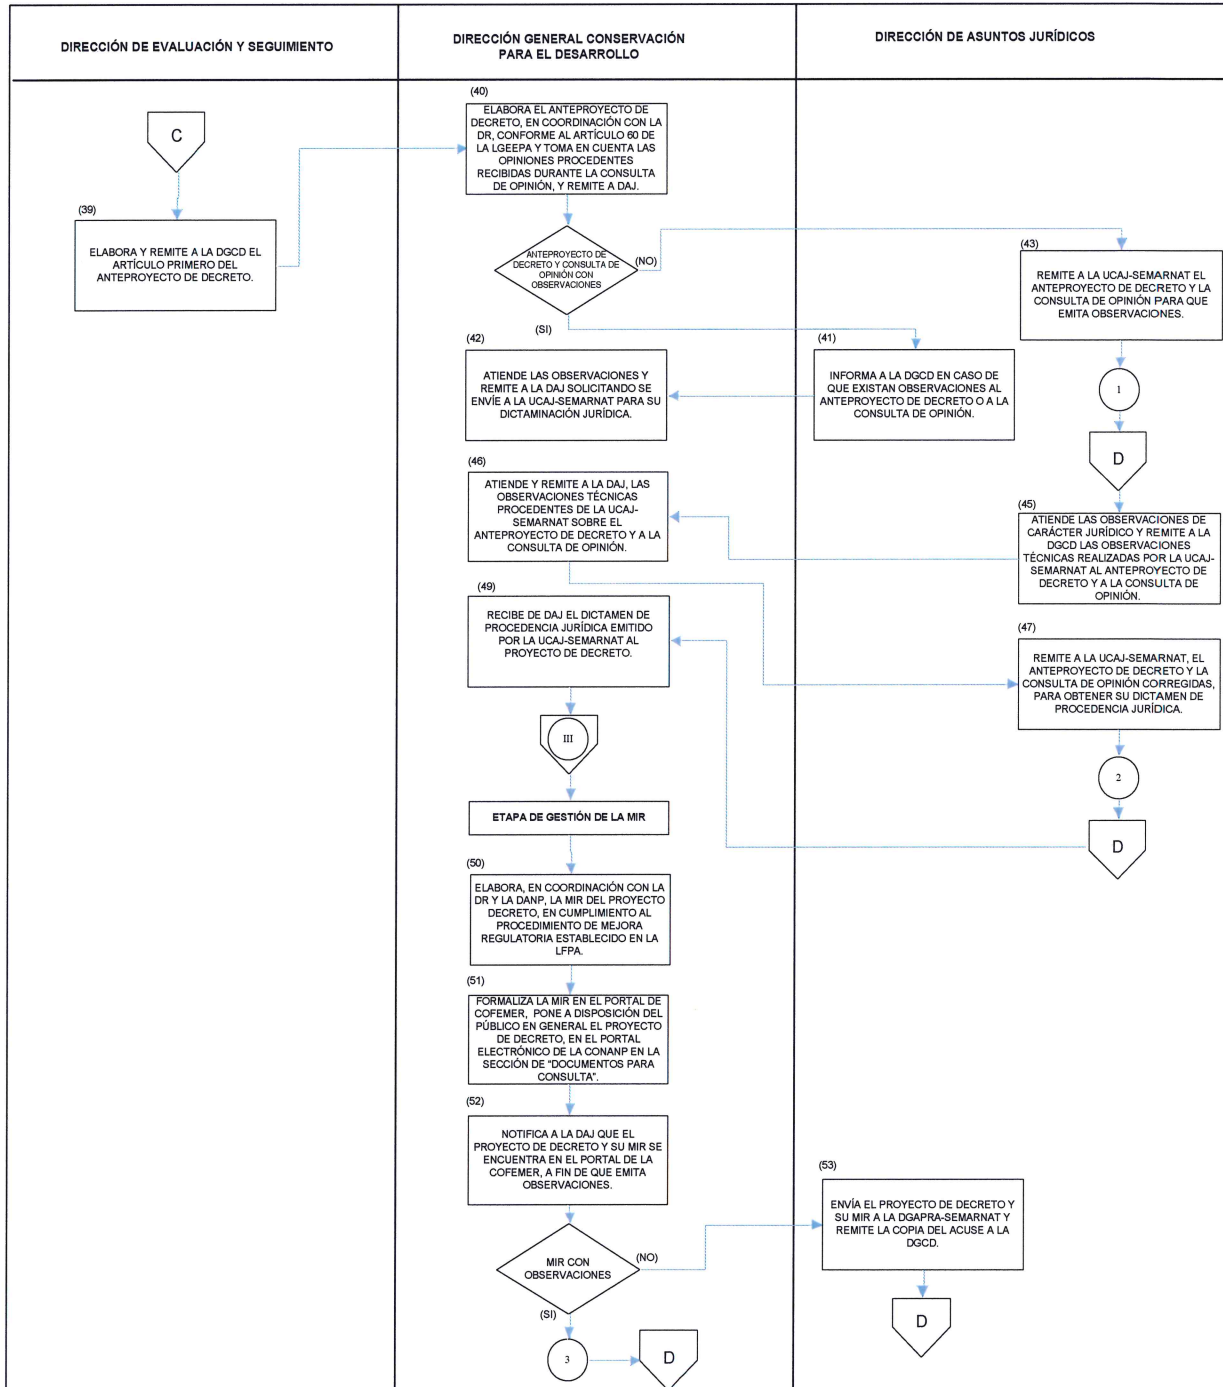 DIRECCIÓN DE EVALUACIÓN Y SEGUIMIENTO
DIRECCIÓN GENERAL CONSERVACIÓN
PARA EL DESARROLLO
DIRECCIÓN DE ASUNTOS JURÍDICOS
C
(39)
ELABORA Y REMITE A LA DGCD EL
ARTÍCULO PRIMERO DEL
ANTEPROYECTO DE DECRETO.
(40)
ELABORA EL ANTEPROYECTO DE
DECRETO, EN COORDINACIÓN CON LA
DR, CONFORME AL ARTÍCULO 60 DE
LA LGEEPA Y TOMA EN CUENTA LAS
OPINIONES PROCEDENTES
RECIBIDAS DURANTE LA CONSULTA
DE OPINIÓN, Y REMITE A DAJ.
ANTEPROYECTO DE
DECRETO Y CONSULTA DE
OPINIÓN CON
OBSERVACIONES
(NO)
(SI)
(43)
REMITE A LA UCAJ-SEMARNAT EL
ANTEPROYECTO DE DECRETO Y LA
CONSULTA DE OPINIÓN PARA QUE
EMITA OBSERVACIONES.
(42)
ATIENDE LAS OBSERVACIONES Y
REMITE A LA DAJ SOLICITANDO SE
ENVÍE A LA UCAJ-SEMARNAT PARA SU
DICTAMINACIÓN JURÍDICA.
(41)
INFORMA A LA DGCD EN CASO DE
QUE EXISTAN OBSERVACIONES AL
ANTEPROYECTO DE DECRETO O A LA
CONSULTA DE OPINIÓN.
1
D
(46)
ATIENDE Y REMITE A LA DAJ, LAS
OBSERVACIONES TÉCNICAS
PROCEDENTES DE LA UCAJ-
SEMARNAT SOBRE EL
ANTEPROYECTO DE DECRETO Y A LA
CONSULTA DE OPINIÓN.
(45)
ATIENDE LAS OBSERVACIONES DE
CARÁCTER JURÍDICO Y REMITE A LA
DGCD LAS OBSERVACIONES
TÉCNICAS REALIZADAS POR LA UCAJ-
SEMARNAT AL ANTEPROYECTO DE
DECRETO Y A LA CONSULTA DE
OPINIÓN.
(49)
RECIBE DE DAJ EL DICTAMEN DE
PROCEDENCIA JURÍDICA EMITIDO
POR LA UCAJ-SEMARNAT AL
PROYECTO DE DECRETO.
(47)
REMITE A LA UCAJ-SEMARNAT, EL
ANTEPROYECTO DE DECRETO Y LA
CONSULTA DE OPINIÓN CORREGIDAS,
PARA OBTENER SU DICTAMEN DE
PROCEDENCIA JURÍDICA.
III
2
D
ETAPA DE GESTIÓN DE LA MIR
(50)
ELABORA, EN COORDINACIÓN CON LA
DR Y LA DANP, LA MIR DEL PROYECTO
DECRETO, EN CUMPLIMIENTO AL
PROCEDIMIENTO DE MEJORA
REGULATORIA ESTABLECIDO EN LA
LFPA.
(51)
FORMALIZA LA MIR EN EL PORTAL DE
COFEMER, PONE A DISPOSICIÓN DEL
PÚBLICO EN GENERAL EL PROYECTO
DE DECRETO, EN EL PORTAL
ELECTRÓNICO DE LA CONANP EN LA
SECCIÓN DE "DOCUMENTOS PARA
CONSULTA".
(52)
NOTIFICA A LA DAJ QUE EL
PROYECTO DE DECRETO Y SU MIR SE
ENCUENTRA EN EL PORTAL DE LA
COFEMER, A FIN DE QUE EMITA
OBSERVACIONES.
MIR CON
OBSERVACIONES
(NO)
(SI)
(53)
ENVÍA EL PROYECTO DE DECRETO Y
SU MIR A LA DGAPRA-SEMARNAT Y
REMITE LA COPIA DEL ACUSE A LA
DGCD.
D
3
D